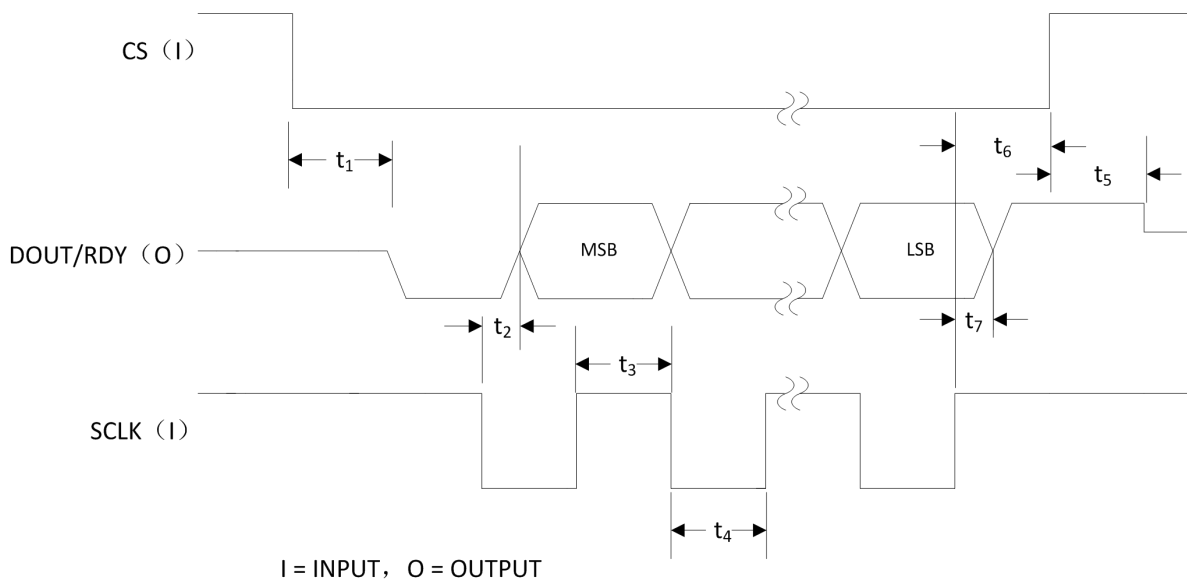 CS（I）
t₁
t₆
t₅
DOUT/RDY（O）
MSB
LSB
t₂
t₇
t₃
SCLK（I）
t₄
I = INPUT，O = OUTPUT